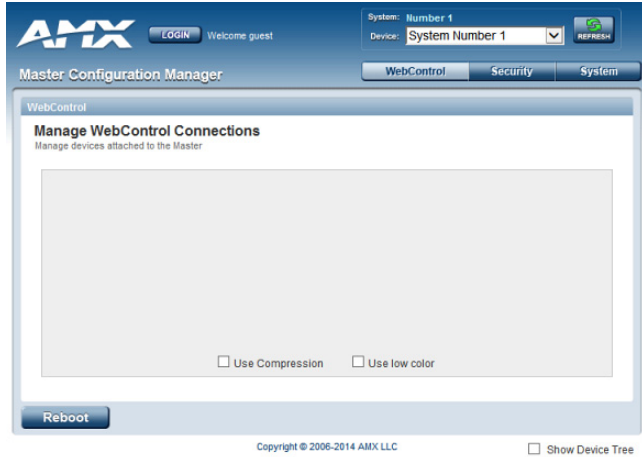 AMX
LOGIN Welcome guest
System: Number 1
Device: System Number 1
REFRESH
Master Configuration Manager
WebControl Security System
WebControl
Manage WebControl Connections
Manage devices attached to the Master
Use Compression Use low color
Reboot
Copyright © 2006-2014 AMX LLC
Show Device Tree